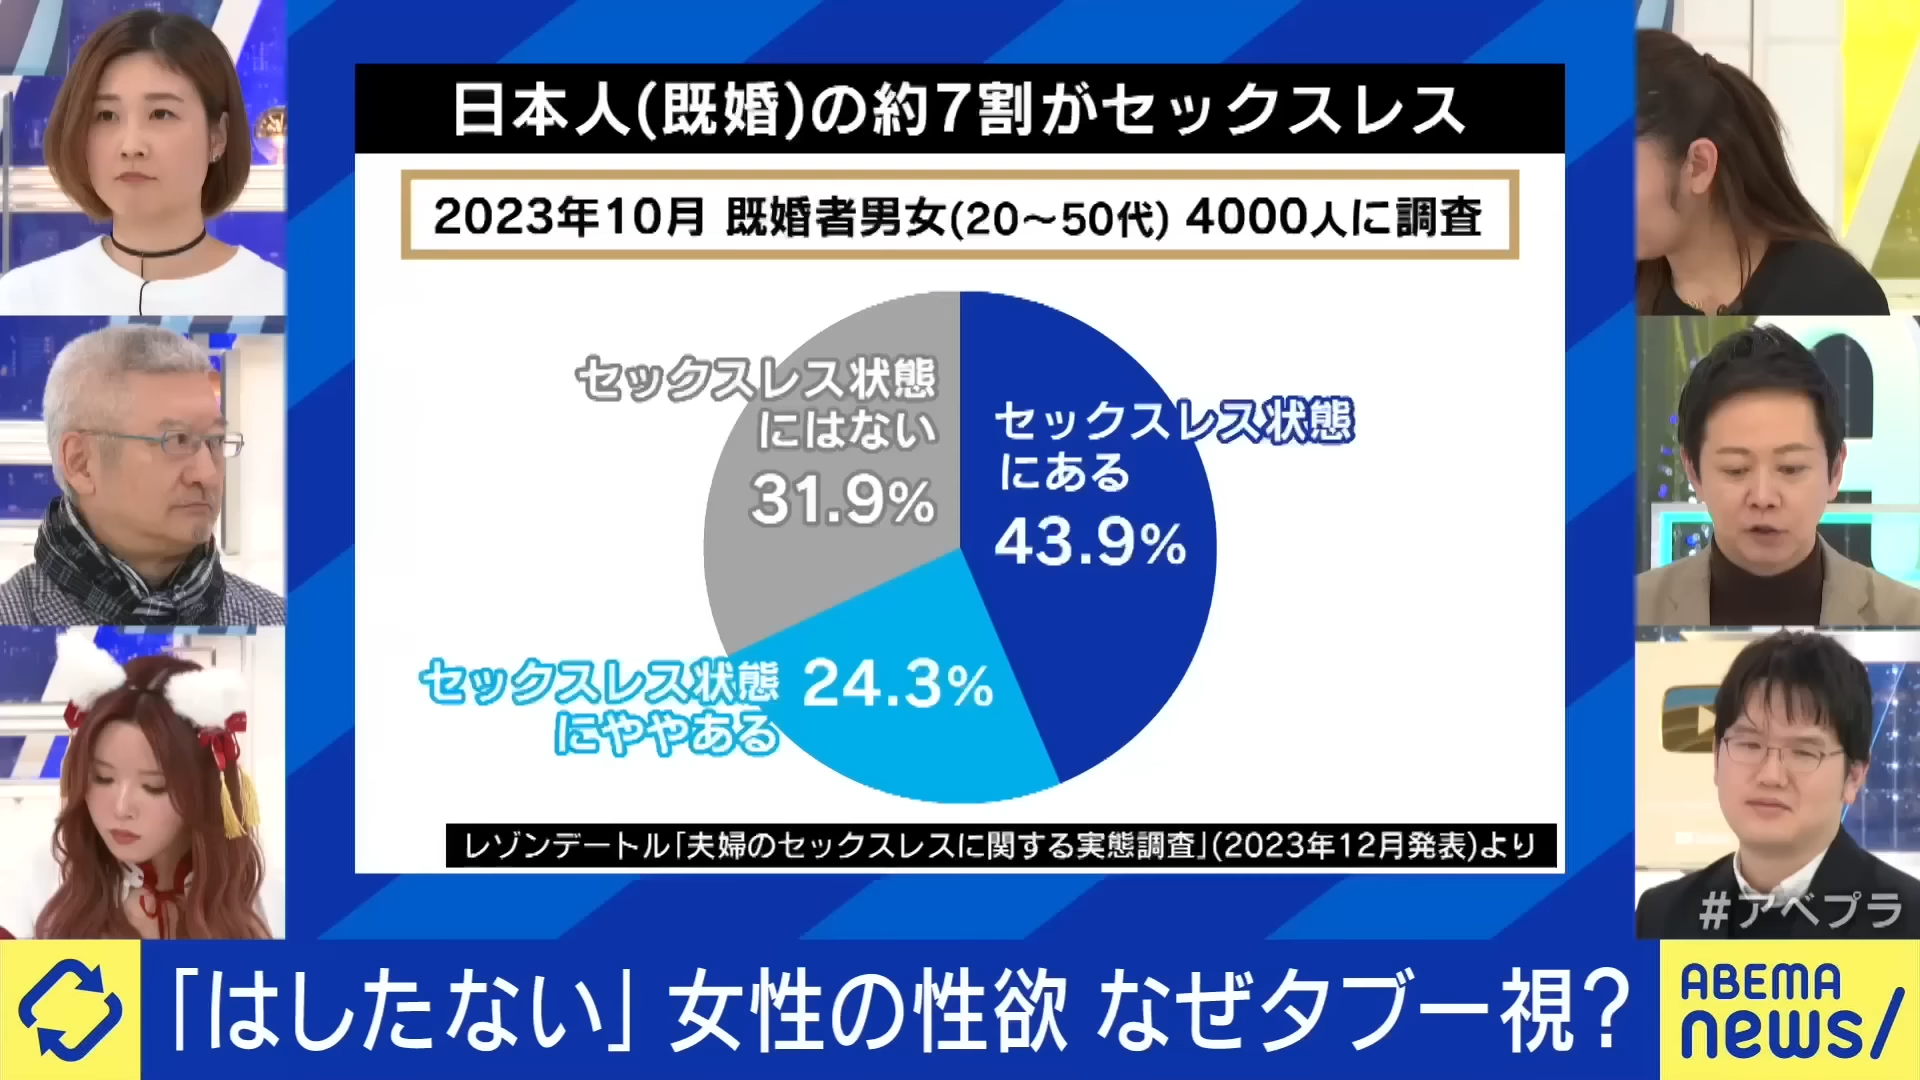 日本人(既婚)の約7割がセックスレス
2023年10月 既婚者男女(20〜50代) 4000人に調査
セックスレス状態
にはない
31.9%
セックスレス状態
にある
43.9%
セックスレス状態
にややある
24.3%
レゾンデートル「夫婦のセックスレスに関する実態調査」(2023年12月発表)より
#アベプラ
「はしたない」女性の性欲 なぜタブー視?
ABEMA
news/